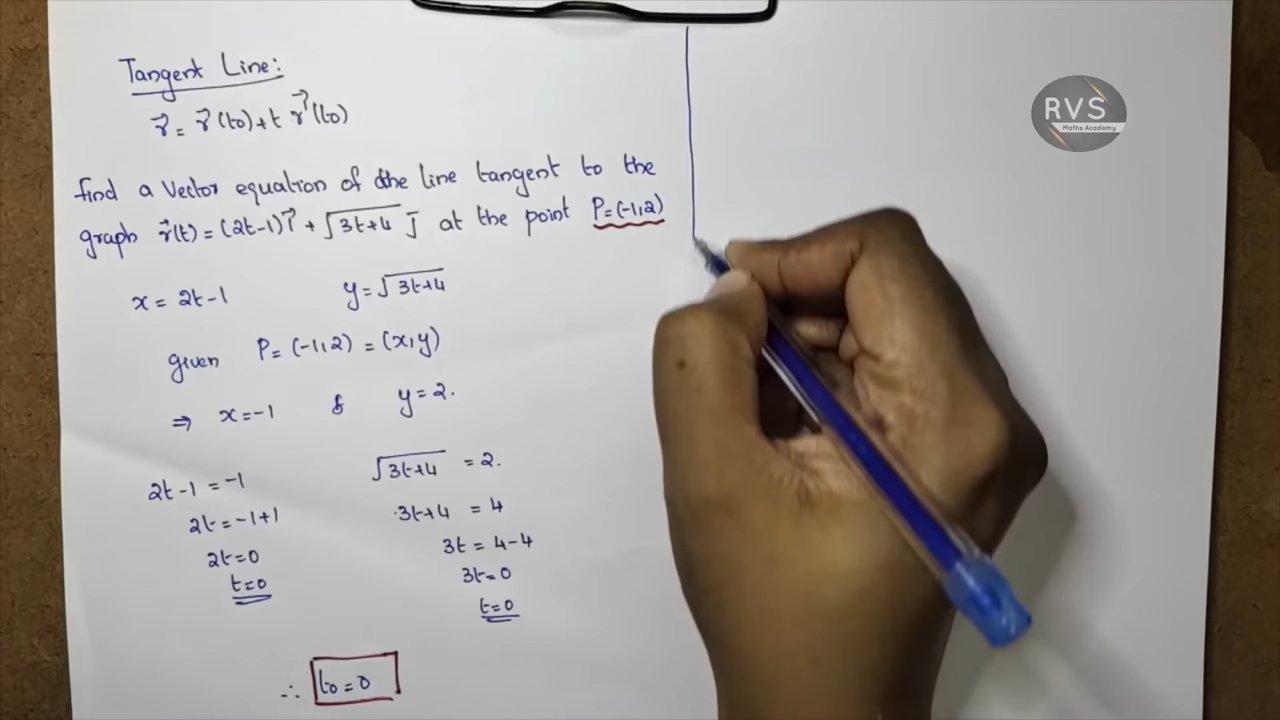 Tangent Line:
r⃗ = r⃗(t0)+t r⃗'(t0)
find a vector equation of the line tangent to the
graph r⃗(t) = (2t-1)i⃗ + √3t+4 j⃗ at the point P=(-1,2)
x = 2t-1 y = √3t+4
given P = (-1,2) = (x,y)
⇒ x=-1 & y=2.
2t-1 = -1 √3t+4 = 2.
2t = -1+1 3t+4 = 4
2t=0 3t = 4-4
t=0 3t=0
t=0
∴ t0 = 0
RVS
Maths Academy